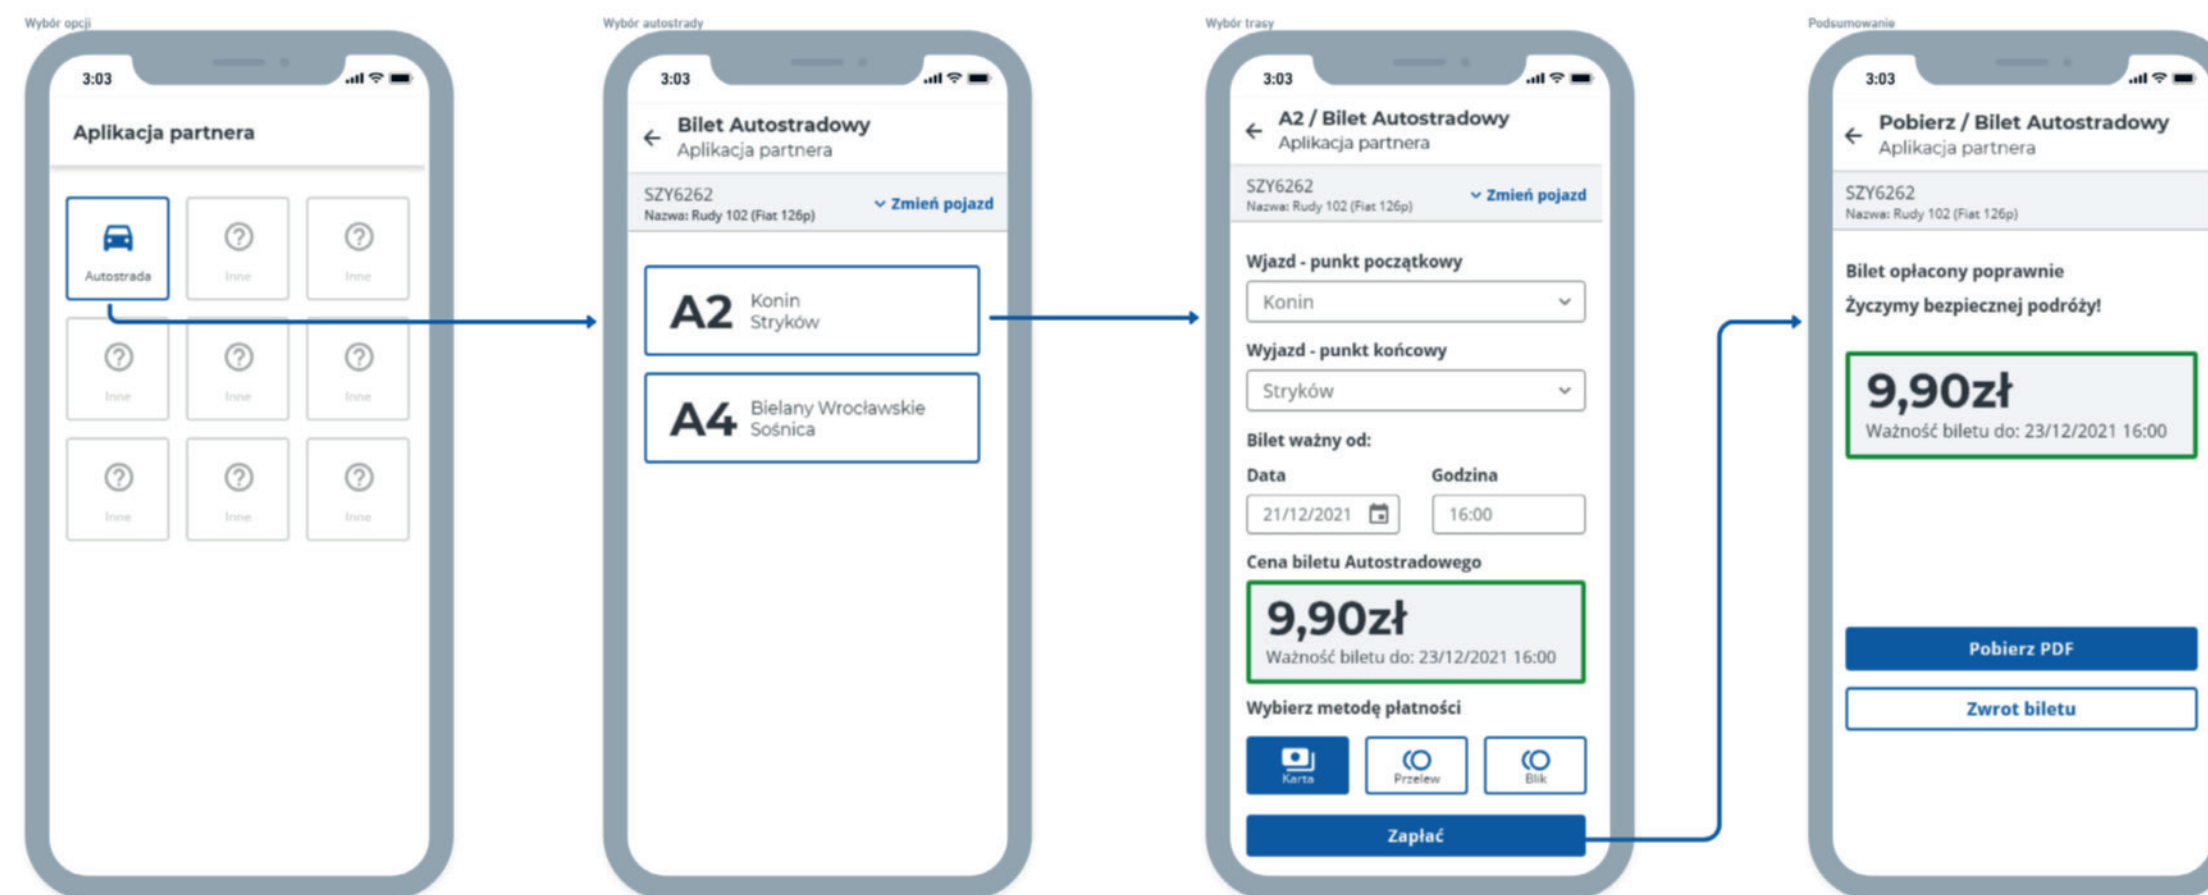 Wybór opcji
3:03
Aplikacja partnera
Autostrada
Inne
Inne
Inne
Inne
Inne
Inne
Inne
Inne
Wybór autostrady
3:03
Bilet Autostradowy
Aplikacja partnera
SZY6262
Nazwa: Rudy 102 (Fiat 126p)
Zmień pojazd
A2
Konin
Stryków
A4
Bielany Wrocławskie
Sośnica
Wybór trasy
3:03
A2 / Bilet Autostradowy
Aplikacja partnera
SZY6262
Nazwa: Rudy 102 (Fiat 126p)
Zmień pojazd
Wjazd - punkt początkowy
Konin
Wyjazd - punkt końcowy
Stryków
Bilet ważny od:
Data
Godzina
21/12/2021
16:00
Cena biletu Autostradowego
9,90zł
Ważność biletu do: 23/12/2021 16:00
Wybierz metodę płatności
Karta
Przelew
Blik
Zapłać
Podsumowanie
3:03
Pobierz / Bilet Autostradowy
Aplikacja partnera
SZY6262
Nazwa: Rudy 102 (Fiat 126p)
Bilet opłacony poprawnie
Życzymy bezpiecznej podróży!
9,90zł
Ważność biletu do: 23/12/2021 16:00
Pobierz PDF
Zwrot biletu